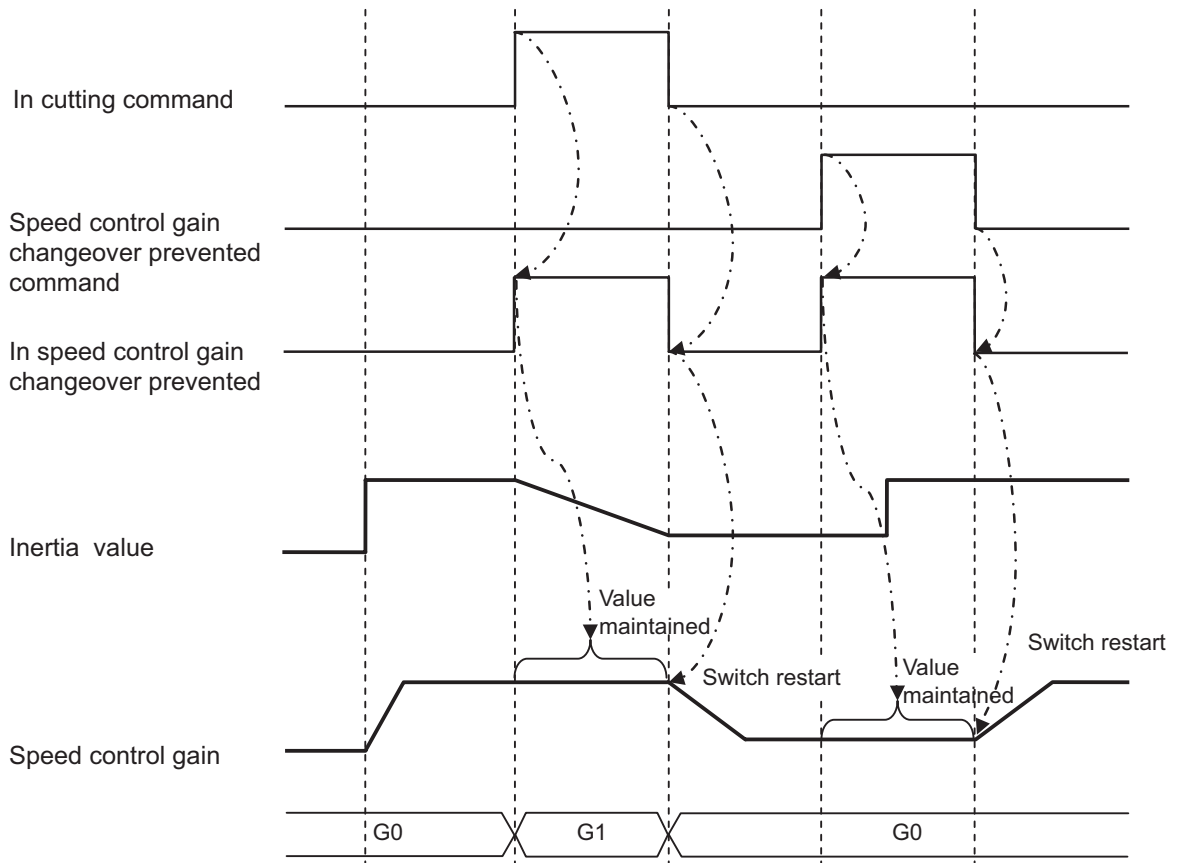 In cutting command
Speed control gain
changeover prevented
command
In speed control gain
changeover prevented
Inertia value
Value
maintained
Switch restart
Value
maintained
Switch restart
Speed control gain
G0
G1
G0